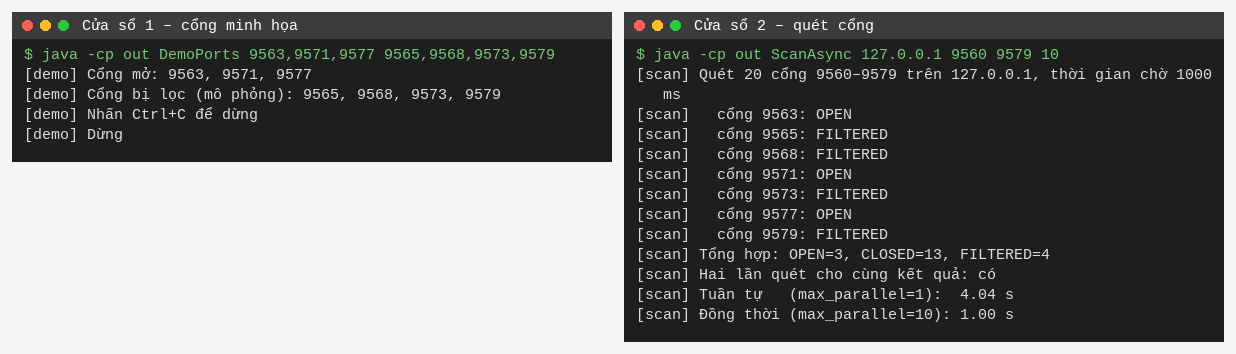 Cửa sổ 1 – cổng minh họa
$ java -cp out DemoPorts 9563,9571,9577 9565,9568,9573,9579
[demo] Cổng mở: 9563, 9571, 9577
[demo] Cổng bị lọc (mô phỏng): 9565, 9568, 9573, 9579
[demo] Nhấn Ctrl+C để dừng
[demo] Dừng
Cửa sổ 2 – quét cổng
$ java -cp out ScanAsync 127.0.0.1 9560 9579 10
[scan] Quét 20 cổng 9560–9579 trên 127.0.0.1, thời gian chờ 1000
ms
[scan]   cổng 9563: OPEN
[scan]   cổng 9565: FILTERED
[scan]   cổng 9568: FILTERED
[scan]   cổng 9571: OPEN
[scan]   cổng 9573: FILTERED
[scan]   cổng 9577: OPEN
[scan]   cổng 9579: FILTERED
[scan] Tổng hợp: OPEN=3, CLOSED=13, FILTERED=4
[scan] Hai lần quét cho cùng kết quả: có
[scan] Tuần tự   (max_parallel=1):  4.04 s
[scan] Đồng thời (max_parallel=10): 1.00 s